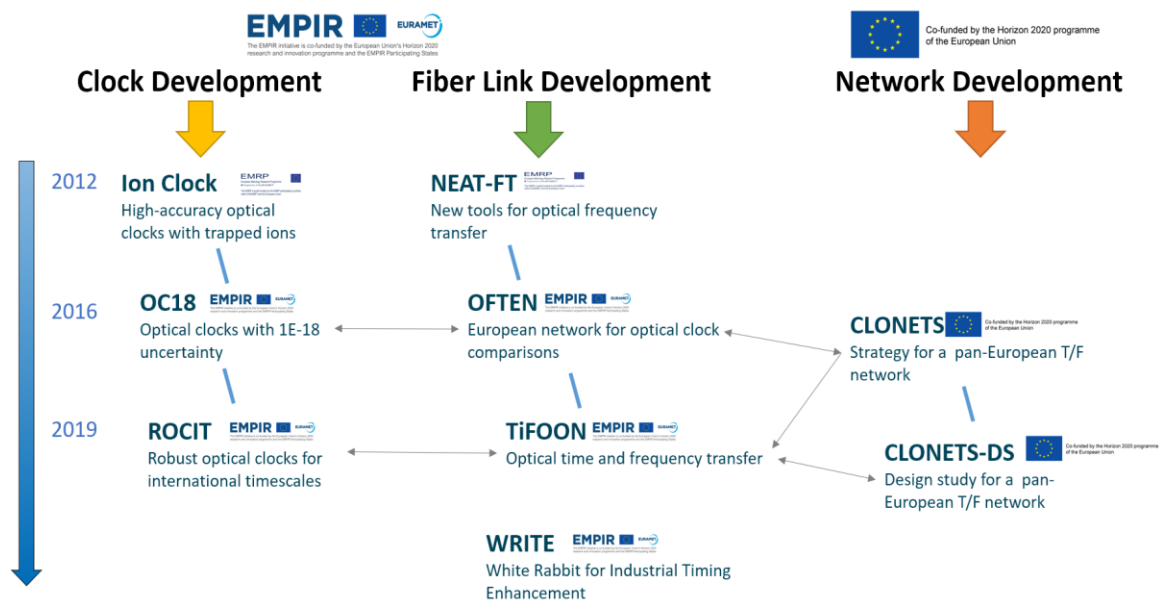 EMPIR
EURAMET
The EMPIR initiative is co-funded by the European Union's Horizon 2020
research and innovation programme and the EMPIR Participating States
Co-funded by the Horizon 2020 programme
of the European Union
Clock Development
Fiber Link Development
Network Development
2012
Ion Clock
EMRP
High-accuracy optical
clocks with trapped ions
NEAT-FT
EMRP
New tools for optical frequency
transfer
2016
OC18
EMPIR
EURAMET
Optical clocks with 1E-18
uncertainty
OFTEN
EMPIR
EURAMET
European network for optical clock
comparisons
CLONETS
Co-funded by the Horizon 2020 programme
of the European Union
Strategy for a pan-European T/F
network
2019
ROCIT
EMPIR
EURAMET
Robust optical clocks for
international timescales
TiFOON
EMPIR
EURAMET
Optical time and frequency transfer
CLONETS-DS
Co-funded by the Horizon 2020 programme
of the European Union
Design study for a pan-
European T/F network
WRITE
EMPIR
EURAMET
White Rabbit for Industrial Timing
Enhancement